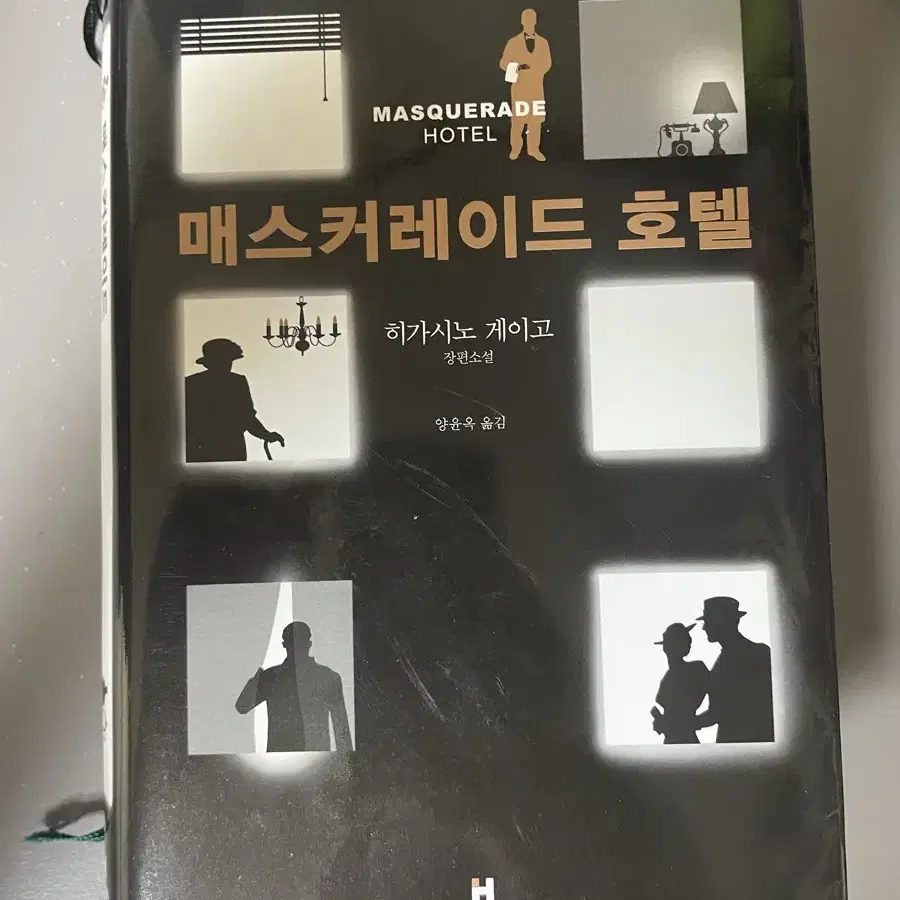 MASQUERADE
HOTEL
매스커레이드 호텔
히가시노 게이고
장편소설
양윤옥 옮김
H